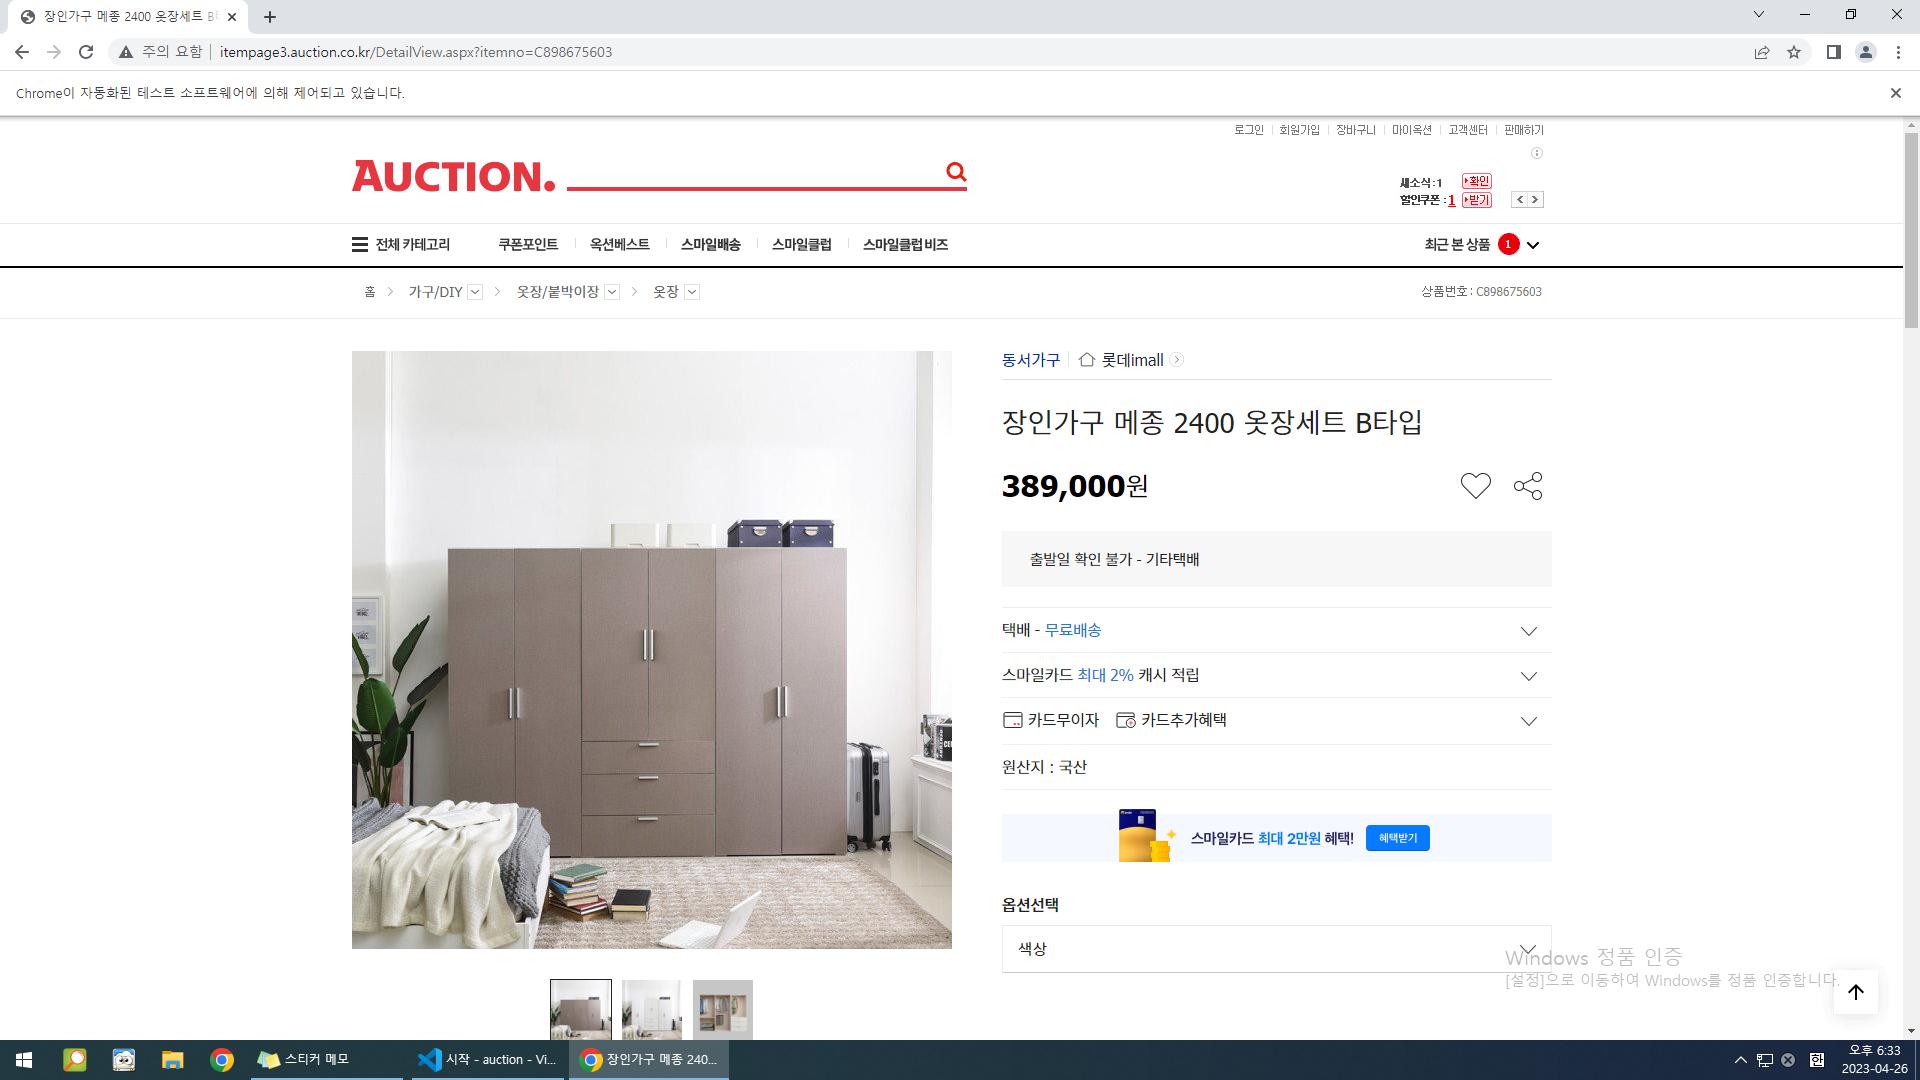 장인가구 메종 2400 옷장세트 B타
주의 요함 itempage3.auction.co.kr/DetailView.aspx?itemno=C898675603
Chrome이 자동화된 테스트 소프트웨어에 의해 제어되고 있습니다.
로그인 회원가입 장바구니 마이옥션 고객센터 판매하기
AUCTION.
새소식 : 1 확인
할인쿠폰 : 1 받기
전체 카테고리 쿠폰포인트 옥션베스트 스마일배송 스마일클럽 스마일클럽 비즈 최근 본 상품 1
홈 가구/DIY 옷장/붙박이장 옷장 상품번호 : C898675603
동서가구 롯데imall
장인가구 메종 2400 옷장세트 B타입
389,000원
출발일 확인 불가 - 기타택배
택배 - 무료배송
스마일카드 최대 2% 캐시 적립
카드무이자 카드추가혜택
원산지 : 국산
스마일카드 최대 2만원 혜택! 혜택받기
옵션선택
색상
Windows 정품 인증
[설정]으로 이동하여 Windows를 정품 인증합니다.
스티커 메모 시작 - auction - Vi... 장인가구 메종 240... 한 오후 6:33
2023-04-26